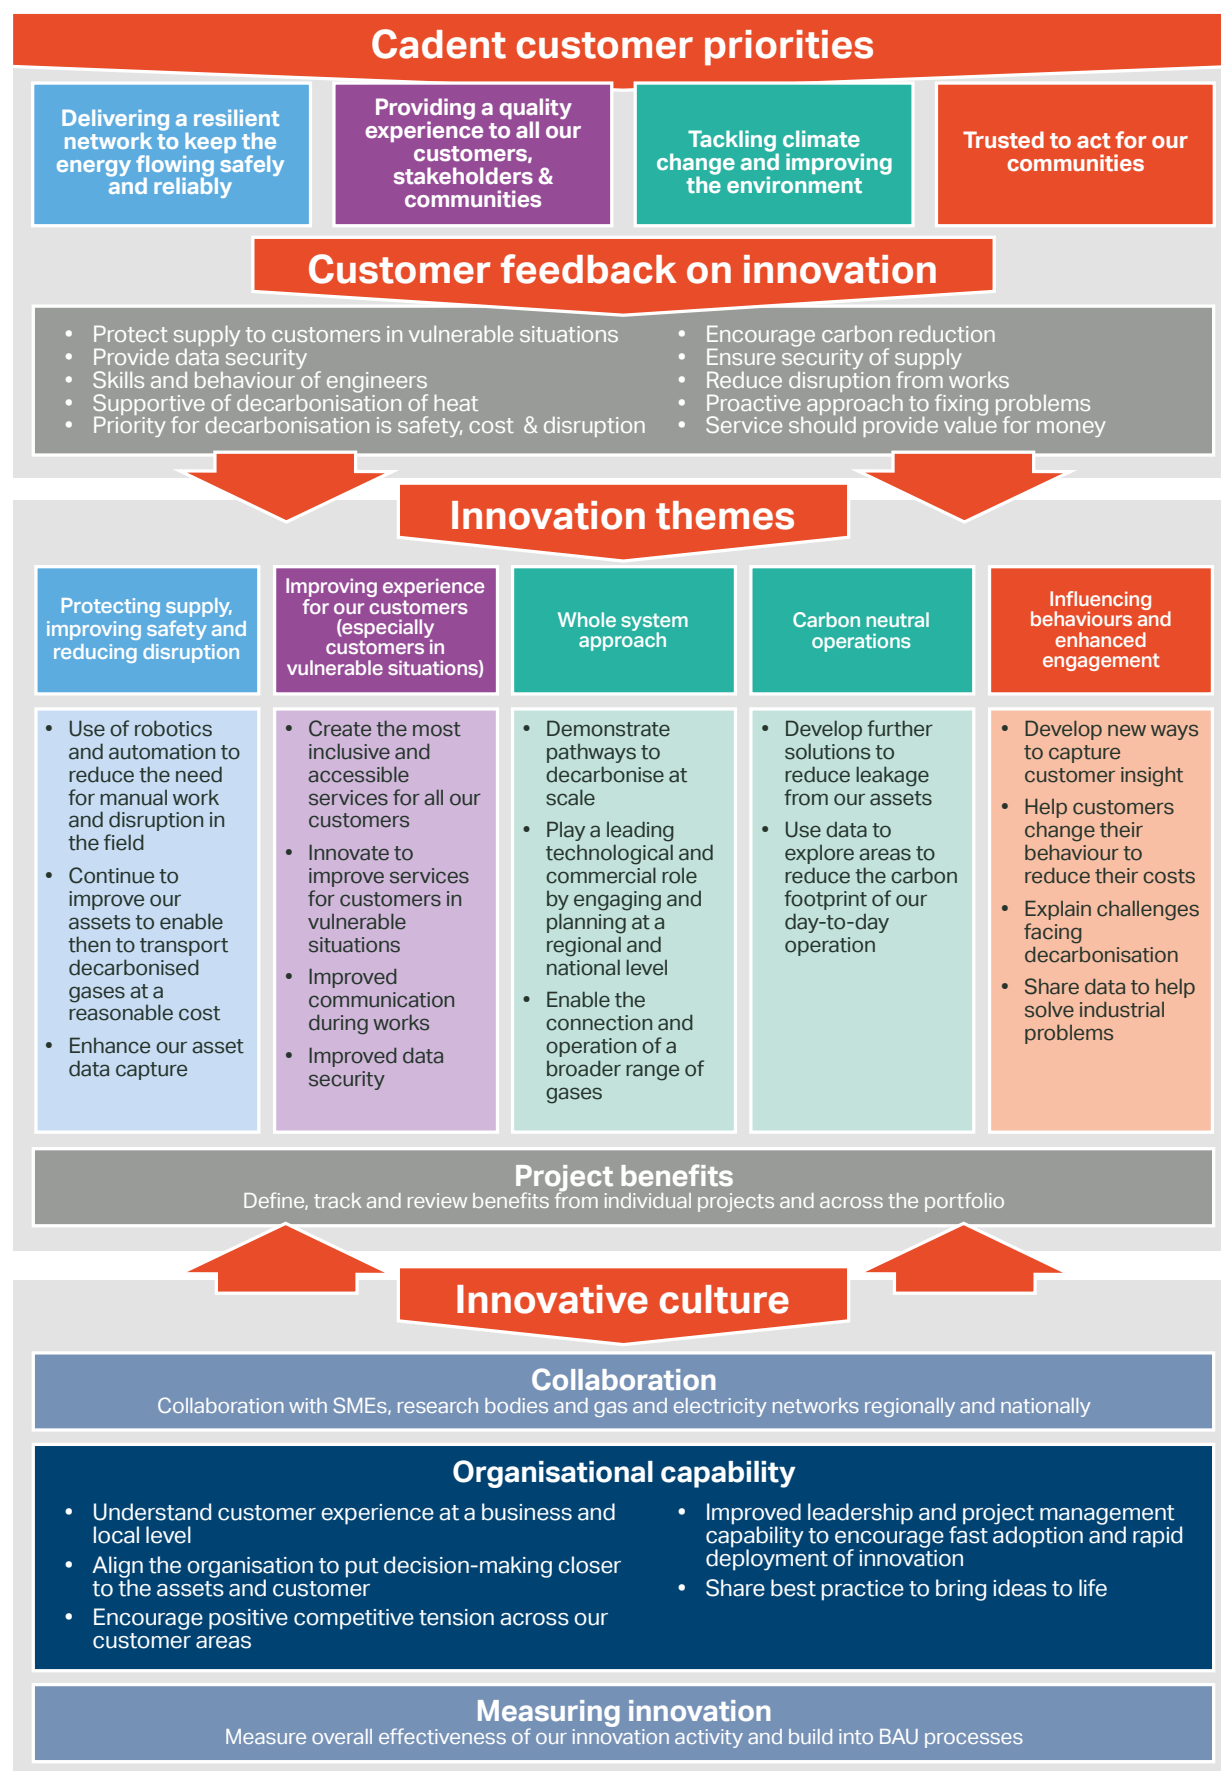 Cadent customer priorities
Delivering a resilient
network to keep the
energy flowing safely
and reliably
Providing a quality
experience to all our
customers,
stakeholders &
communities
Tackling climate
change and improving
the environment
Trusted to act for our
communities
Customer feedback on innovation
• Protect supply to customers in vulnerable situations
• Provide data security
• Skills and behaviour of engineers
• Supportive of decarbonisation of heat
• Priority for decarbonisation is safety, cost & disruption
• Encourage carbon reduction
• Ensure security of supply
• Reduce disruption from works
• Proactive approach to fixing problems
• Service should provide value for money
Innovation themes
Protecting supply,
improving safety and
reducing disruption
• Use of robotics
and automation to
reduce the need
for manual work
and disruption in
the field
• Continue to
improve our
assets to enable
then to transport
decarbonised
gases at a
reasonable cost
• Enhance our asset
data capture
Improving experience
for our customers
(especially
customers in
vulnerable situations)
• Create the most
inclusive and
accessible
services for all our
customers
• Innovate to
improve services
for customers in
vulnerable
situations
• Improved
communication
during works
• Improved data
security
Whole system
approach
• Demonstrate
pathways to
decarbonise at
scale
• Play a leading
technological and
commercial role
by engaging and
planning at a
regional and
national level
• Enable the
connection and
operation of a
broader range of
gases
Carbon neutral
operations
• Develop further
solutions to
reduce leakage
from our assets
• Use data to
explore areas to
reduce the carbon
footprint of our
day-to-day
operation
Influencing
behaviours and
enhanced
engagement
• Develop new ways
to capture
customer insight
• Help customers
change their
behaviour to
reduce their costs
• Explain challenges
facing
decarbonisation
• Share data to help
solve industrial
problems
Project benefits
Define, track and review benefits from individual projects and across the portfolio
Innovative culture
Collaboration
Collaboration with SMEs, research bodies and gas and electricity networks regionally and nationally
Organisational capability
• Understand customer experience at a business and
local level
• Align the organisation to put decision-making closer
to the assets and customer
• Encourage positive competitive tension across our
customer areas
• Improved leadership and project management
capability to encourage fast adoption and rapid
deployment of innovation
• Share best practice to bring ideas to life
Measuring innovation
Measure overall effectiveness of our innovation activity and build into BAU processes